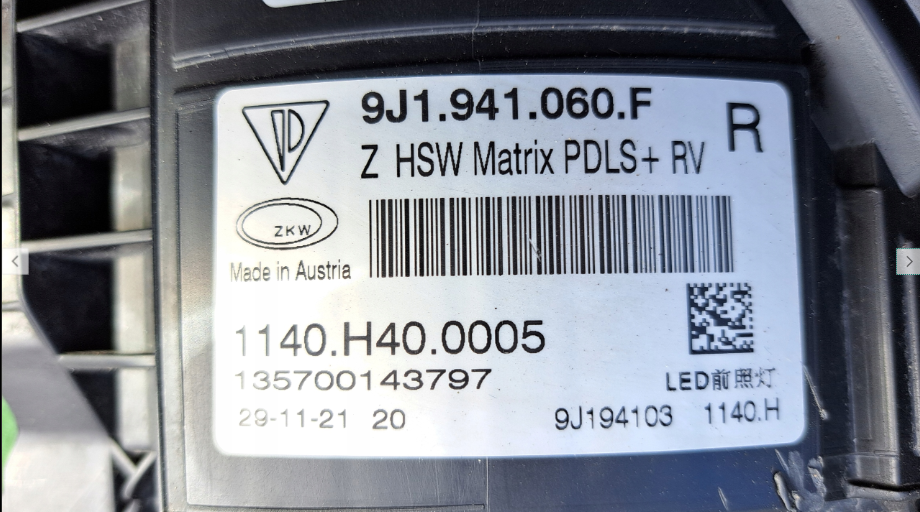 9J1.941.060.F
R
Z HSW Matrix PDLS+ RV
ZKW
Made in Austria
1140.H40.0005
135700143797
LED前照灯
29-11-21 20
9J194103 1140.H